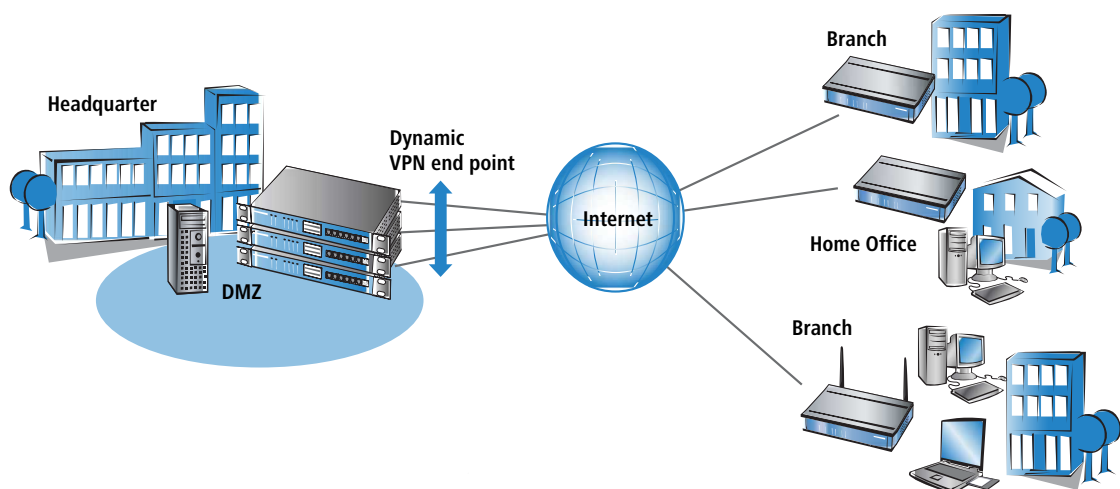 Headquarter
DMZ
Dynamic
VPN end point
Internet
Branch
Home Office
Branch